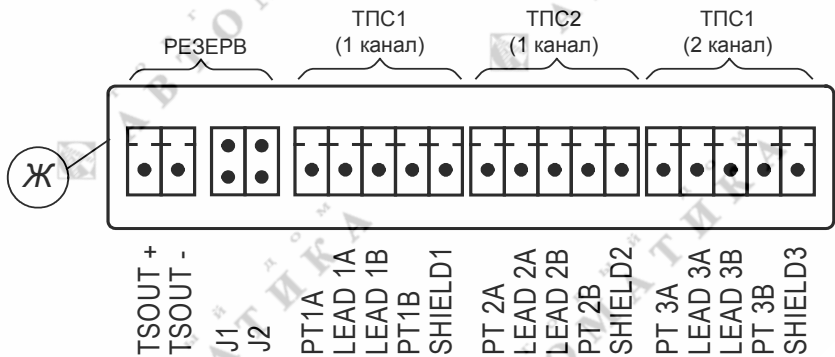 РЕЗЕРВ
ТПС1
(1 канал)
ТПС2
(1 канал)
ТПС1
(2 канал)
Ж
TSOUT +
TSOUT -
J1
J2
PT1A
LEAD 1A
LEAD 1B
PT1B
SHIELD1
PT 2A
LEAD 2A
LEAD 2B
PT 2B
SHIELD2
PT 3A
LEAD 3A
LEAD 3B
PT 3B
SHIELD3